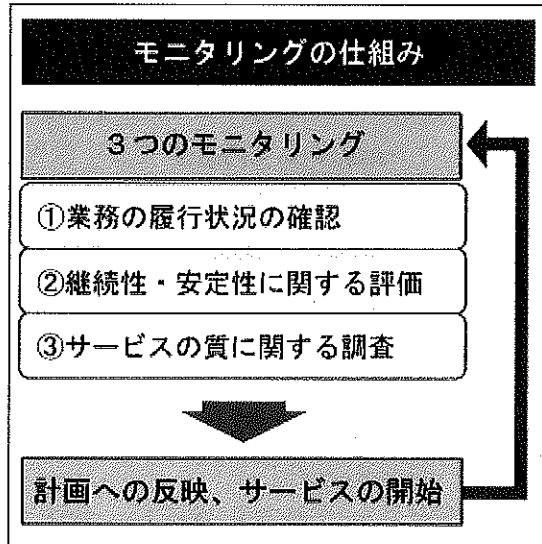 モニタリングの仕組み
３つのモニタリング
①業務の履行状況の確認
②継続性・安定性に関する評価
③サービスの質に関する調査
計画への反映、サービスの開始